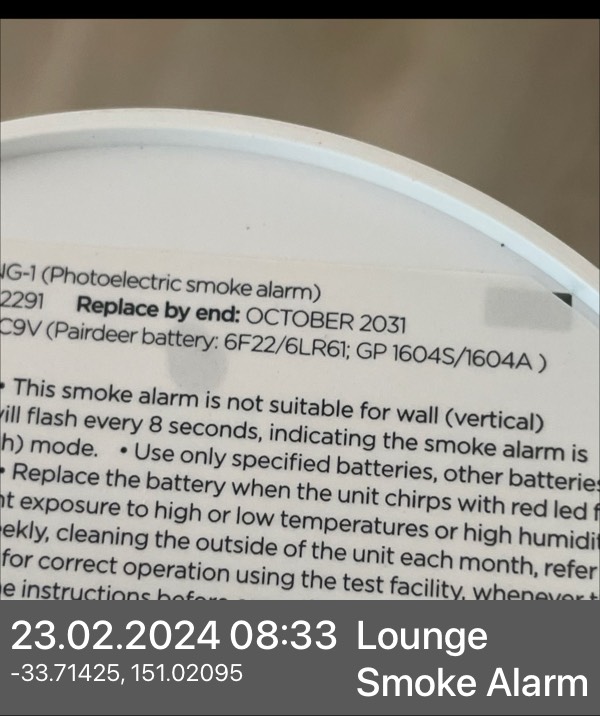 NG-1 (Photoelectric smoke alarm)
2291 Replace by end: OCTOBER 2031
C9V (Pairdeer battery: 6F22/6LR61; GP 1604S/1604A )
• This smoke alarm is not suitable for wall (vertical)
will flash every 8 seconds, indicating the smoke alarm is
h) mode. • Use only specified batteries, other batteries
• Replace the battery when the unit chirps with red led f
nt exposure to high or low temperatures or high humidit
eekly, cleaning the outside of the unit each month, refer
for correct operation using the test facility, whenever t
e instructions before
23.02.2024 08:33
-33.71425, 151.02095
Lounge
Smoke Alarm